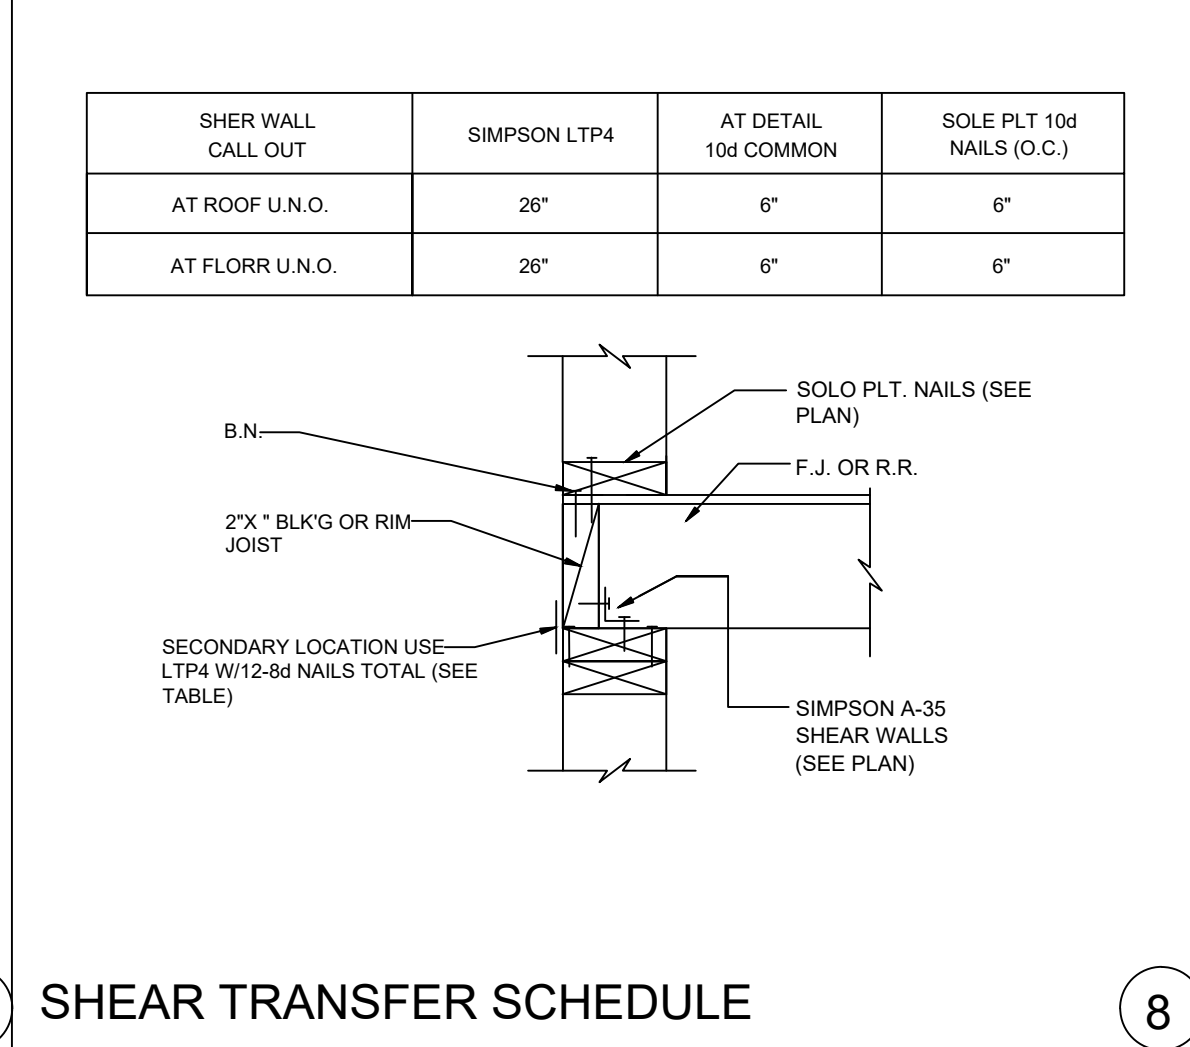 SHER WALL
CALL OUT
SIMPSON LTP4
AT DETAIL
10d COMMON
SOLE PLT 10d
NAILS (O.C.)
AT ROOF U.N.O.
26"
6"
6"
AT FLORR U.N.O.
26"
6"
6"
SOLO PLT. NAILS (SEE
PLAN)
B.N.
F.J. OR R.R.
2"X " BLK'G OR RIM
JOIST
SECONDARY LOCATION USE
LTP4 W/12-8d NAILS TOTAL (SEE
TABLE)
SIMPSON A-35
SHEAR WALLS
(SEE PLAN)
SHEAR TRANSFER SCHEDULE
8